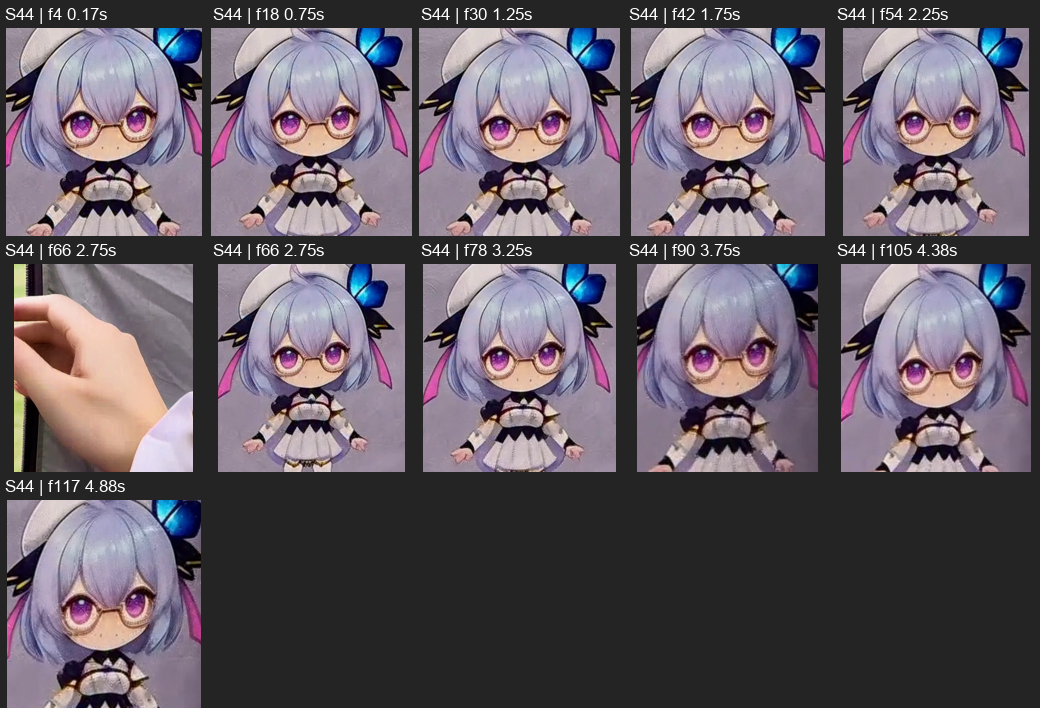 S44 | f4 0.17s
S44 | f18 0.75s
S44 | f30 1.25s
S44 | f42 1.75s
S44 | f54 2.25s
S44 | f66 2.75s
S44 | f66 2.75s
S44 | f78 3.25s
S44 | f90 3.75s
S44 | f105 4.38s
S44 | f117 4.88s